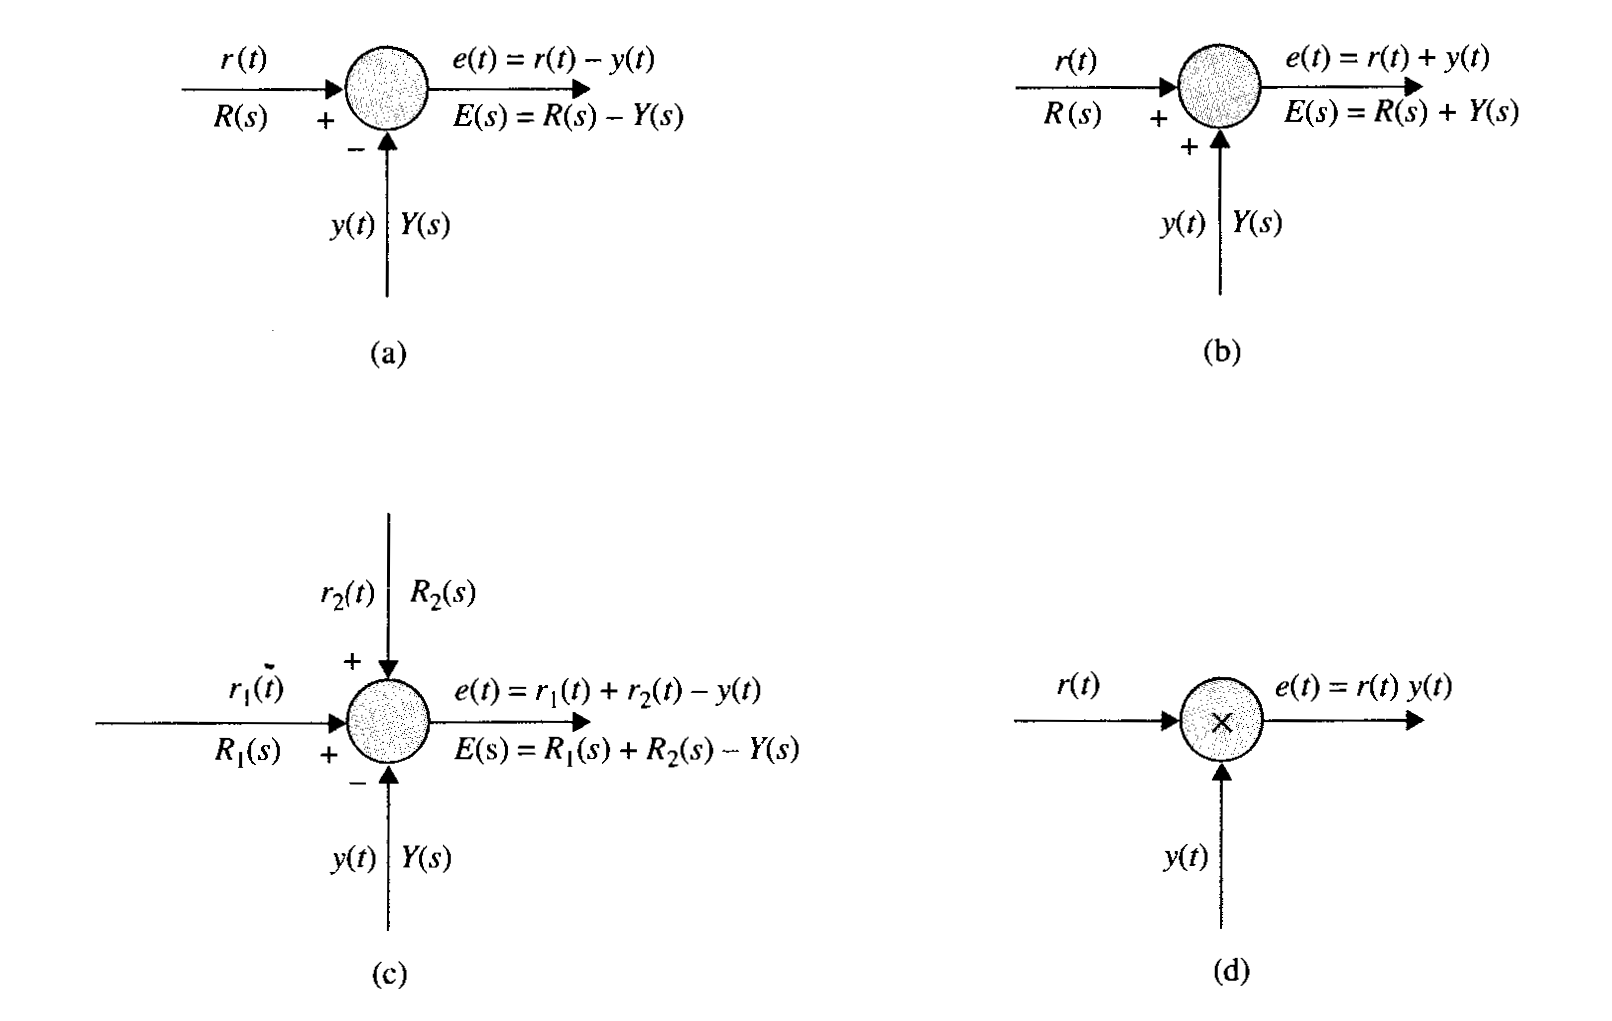 r(t)
e(t) = r(t) – y(t)
R(s)
+
E(s) = R(s) – Y(s)
–
y(t)
Y(s)
(a)
r(t)
e(t) = r(t) + y(t)
R(s)
+
E(s) = R(s) + Y(s)
+
y(t)
Y(s)
(b)
r₂(t)
R₂(s)
+
r₁(t)
e(t) = r₁(t) + r₂(t) – y(t)
R₁(s)
+
E(s) = R₁(s) + R₂(s) – Y(s)
–
y(t)
Y(s)
(c)
r(t)
e(t) = r(t) y(t)
×
y(t)
(d)